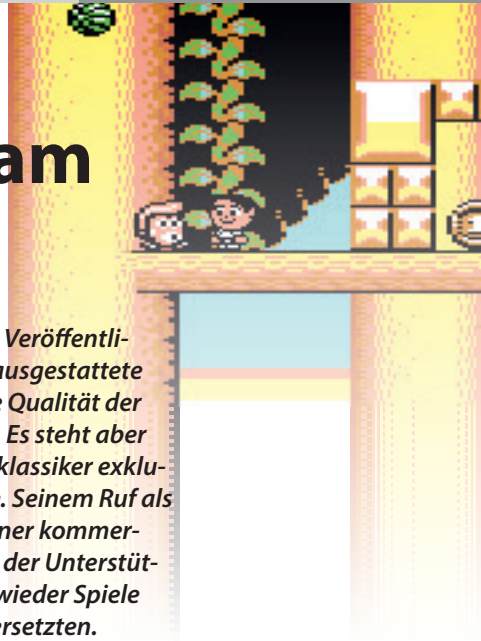 am
Veröffentli-
ausgestattete
Qualität der
Es steht aber
klassiker exklu-
Seinem Ruf als
kommer-
der Unterstüt-
wieder Spiele
ersetzten.